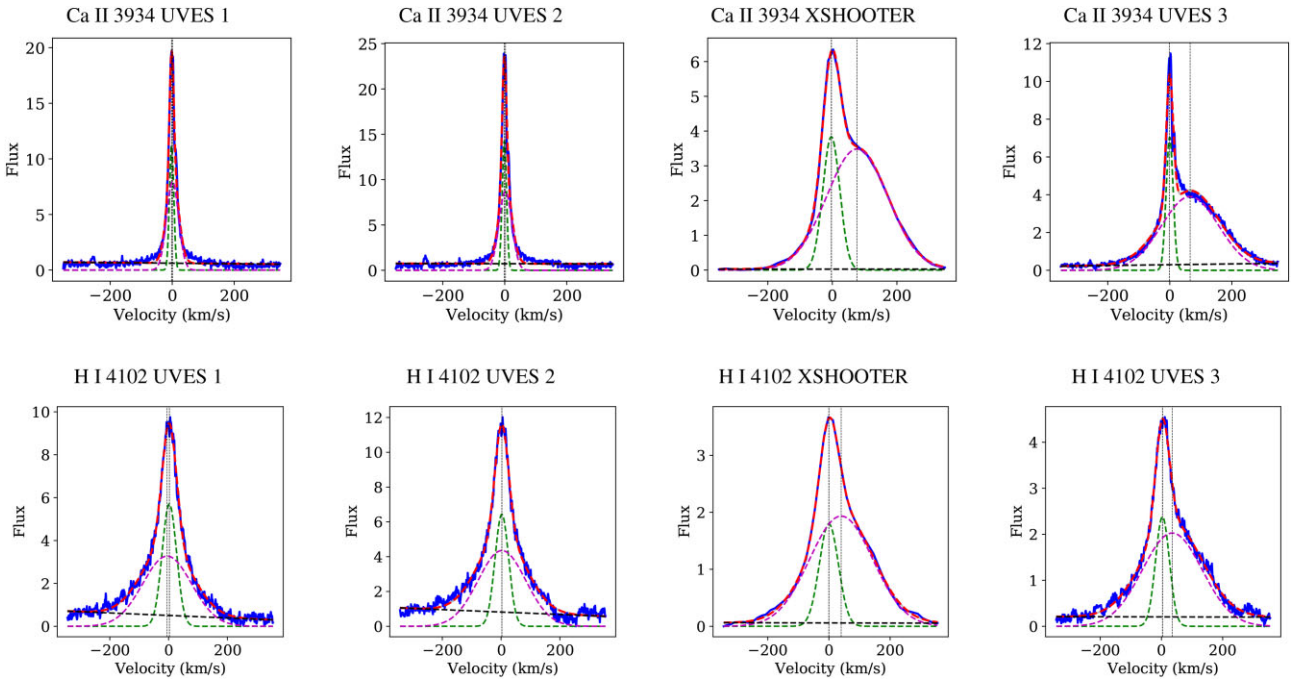 Ca II 3934 UVES 1
Ca II 3934 UVES 2
Ca II 3934 XSHOOTER
Ca II 3934 UVES 3
20
15
10
5
0
Flux
−200
0
200
Velocity (km/s)
25
20
15
10
5
0
Flux
−200
0
200
Velocity (km/s)
6
5
4
3
2
1
0
Flux
−200
0
200
Velocity (km/s)
12
10
8
6
4
2
0
Flux
−200
0
200
Velocity (km/s)
H I 4102 UVES 1
H I 4102 UVES 2
H I 4102 XSHOOTER
H I 4102 UVES 3
10
8
6
4
2
0
Flux
−200
0
200
Velocity (km/s)
12
10
8
6
4
2
0
Flux
−200
0
200
Velocity (km/s)
3
2
1
0
Flux
−200
0
200
Velocity (km/s)
4
3
2
1
0
Flux
−200
0
200
Velocity (km/s)